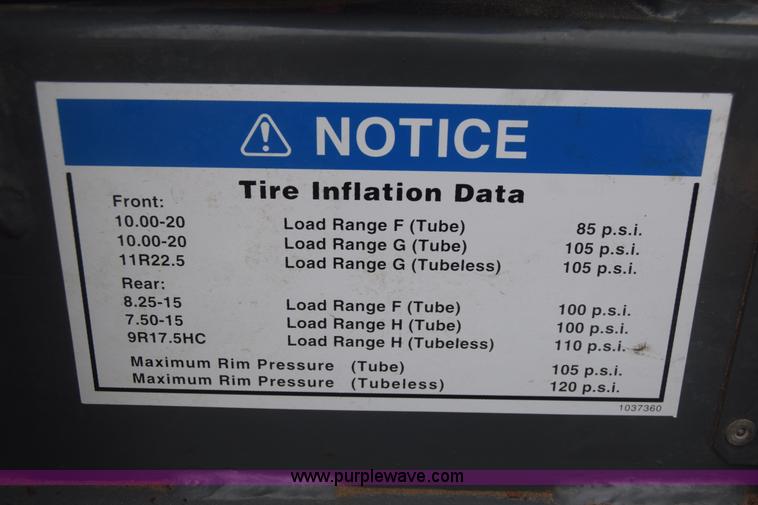 NOTICE
Tire Inflation Data
Front:
10.00-20 Load Range F (Tube) 85 p.s.i.
10.00-20 Load Range G (Tube) 105 p.s.i.
11R22.5 Load Range G (Tubeless) 105 p.s.i.
Rear:
8.25-15 Load Range F (Tube) 100 p.s.i.
7.50-15 Load Range H (Tube) 100 p.s.i.
9R17.5HC Load Range H (Tubeless) 110 p.s.i.
Maximum Rim Pressure (Tube) 105 p.s.i.
Maximum Rim Pressure (Tubeless) 120 p.s.i.
1037360
www.purplewave.com